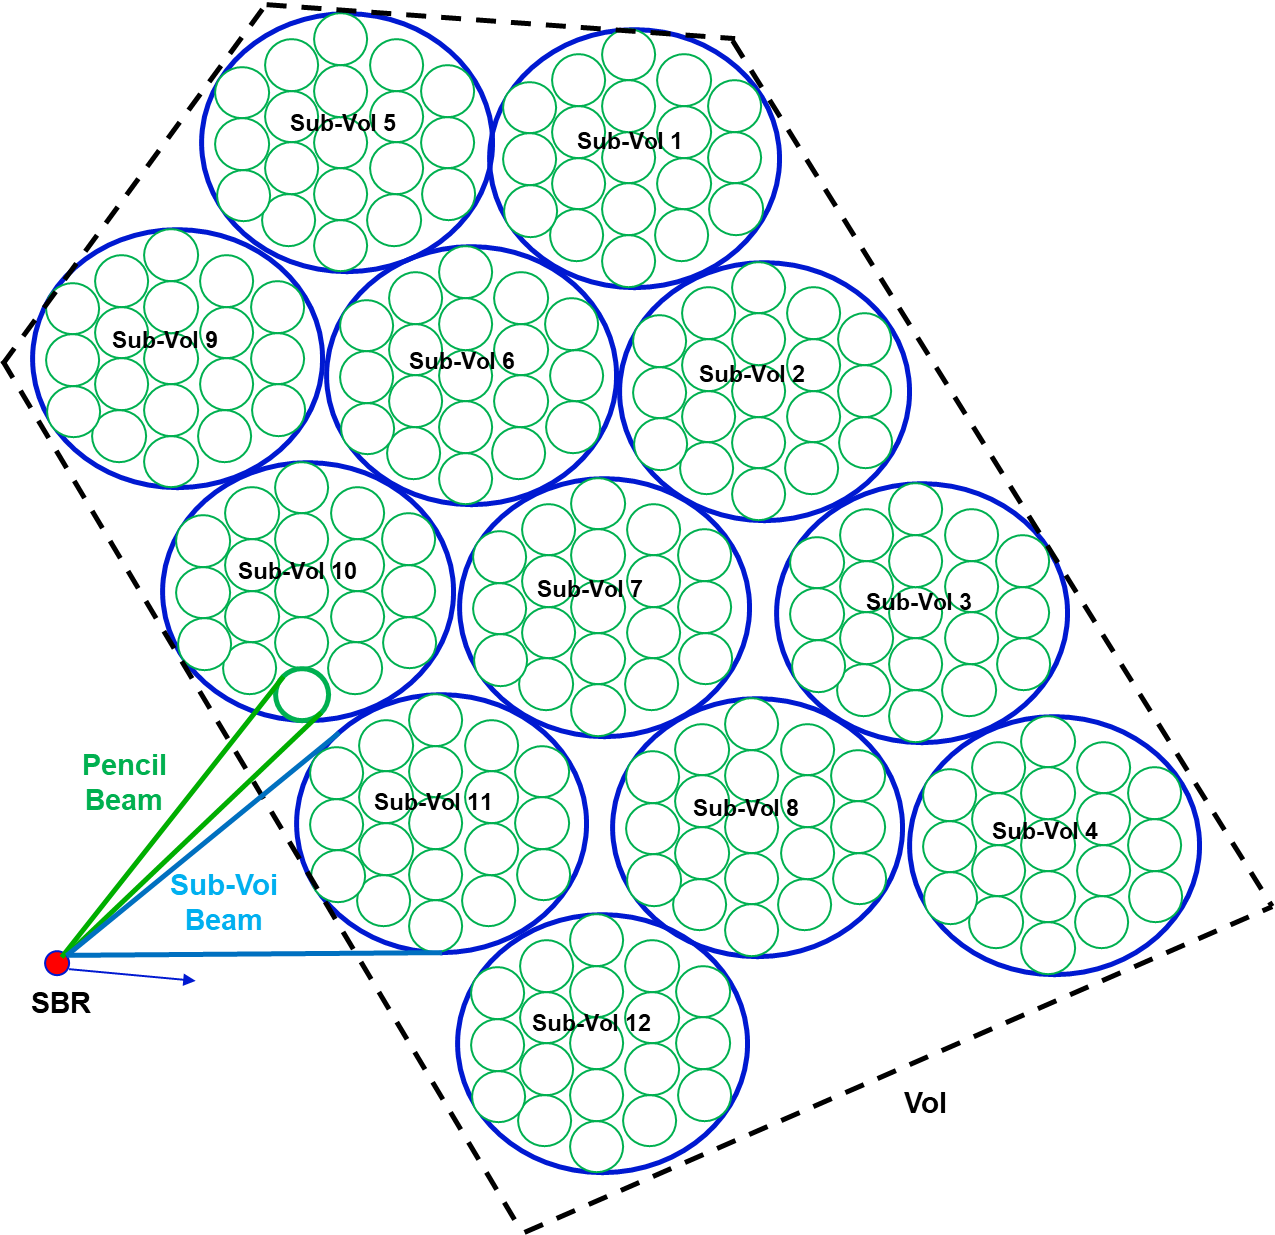 Sub-Vol 5
Sub-Vol 1
Sub-Vol 9
Sub-Vol 6
Sub-Vol 2
Sub-Vol 10
Sub-Vol 7
Sub-Vol 3
Pencil
Beam
Sub-Vol 11
Sub-Vol 8
Sub-Vol 4
Sub-Voi
Beam
SBR
Sub-Vol 12
Vol